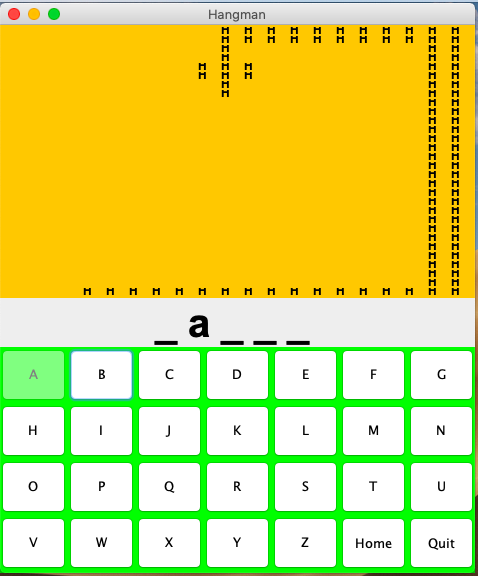 Hangman
_ a _ _ _
A B C D E F G
H I J K L M N
O P Q R S T U
V W X Y Z Home Quit